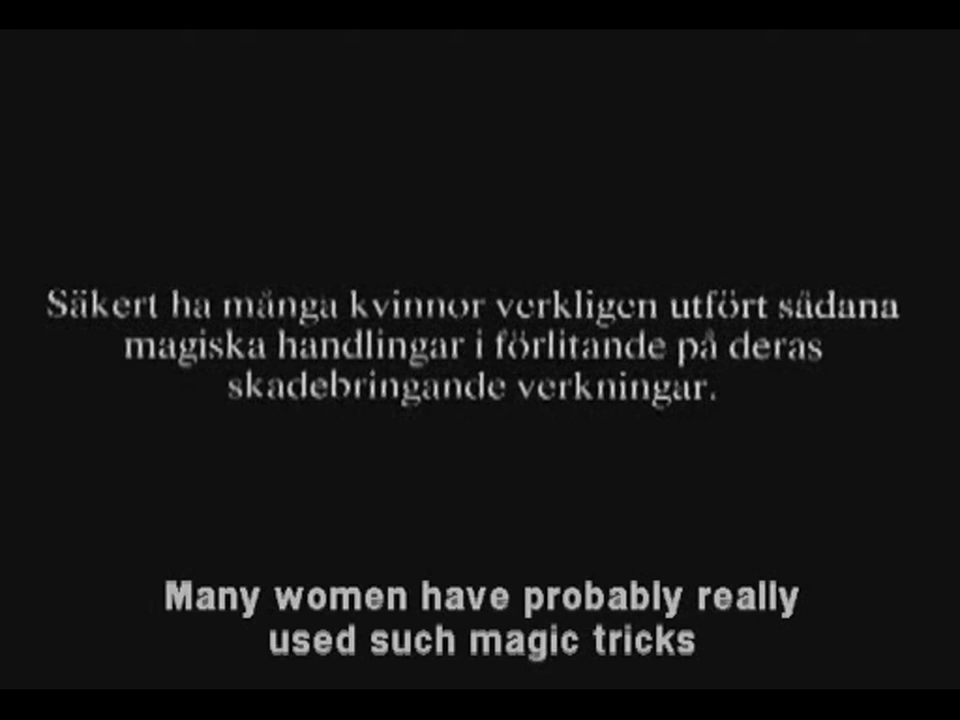 Säkert ha många kvinnor verkligen utfört sådana
magiska handlingar i förlitande på deras
skadebringande verkningar.
Many women have probably really
used such magic tricks